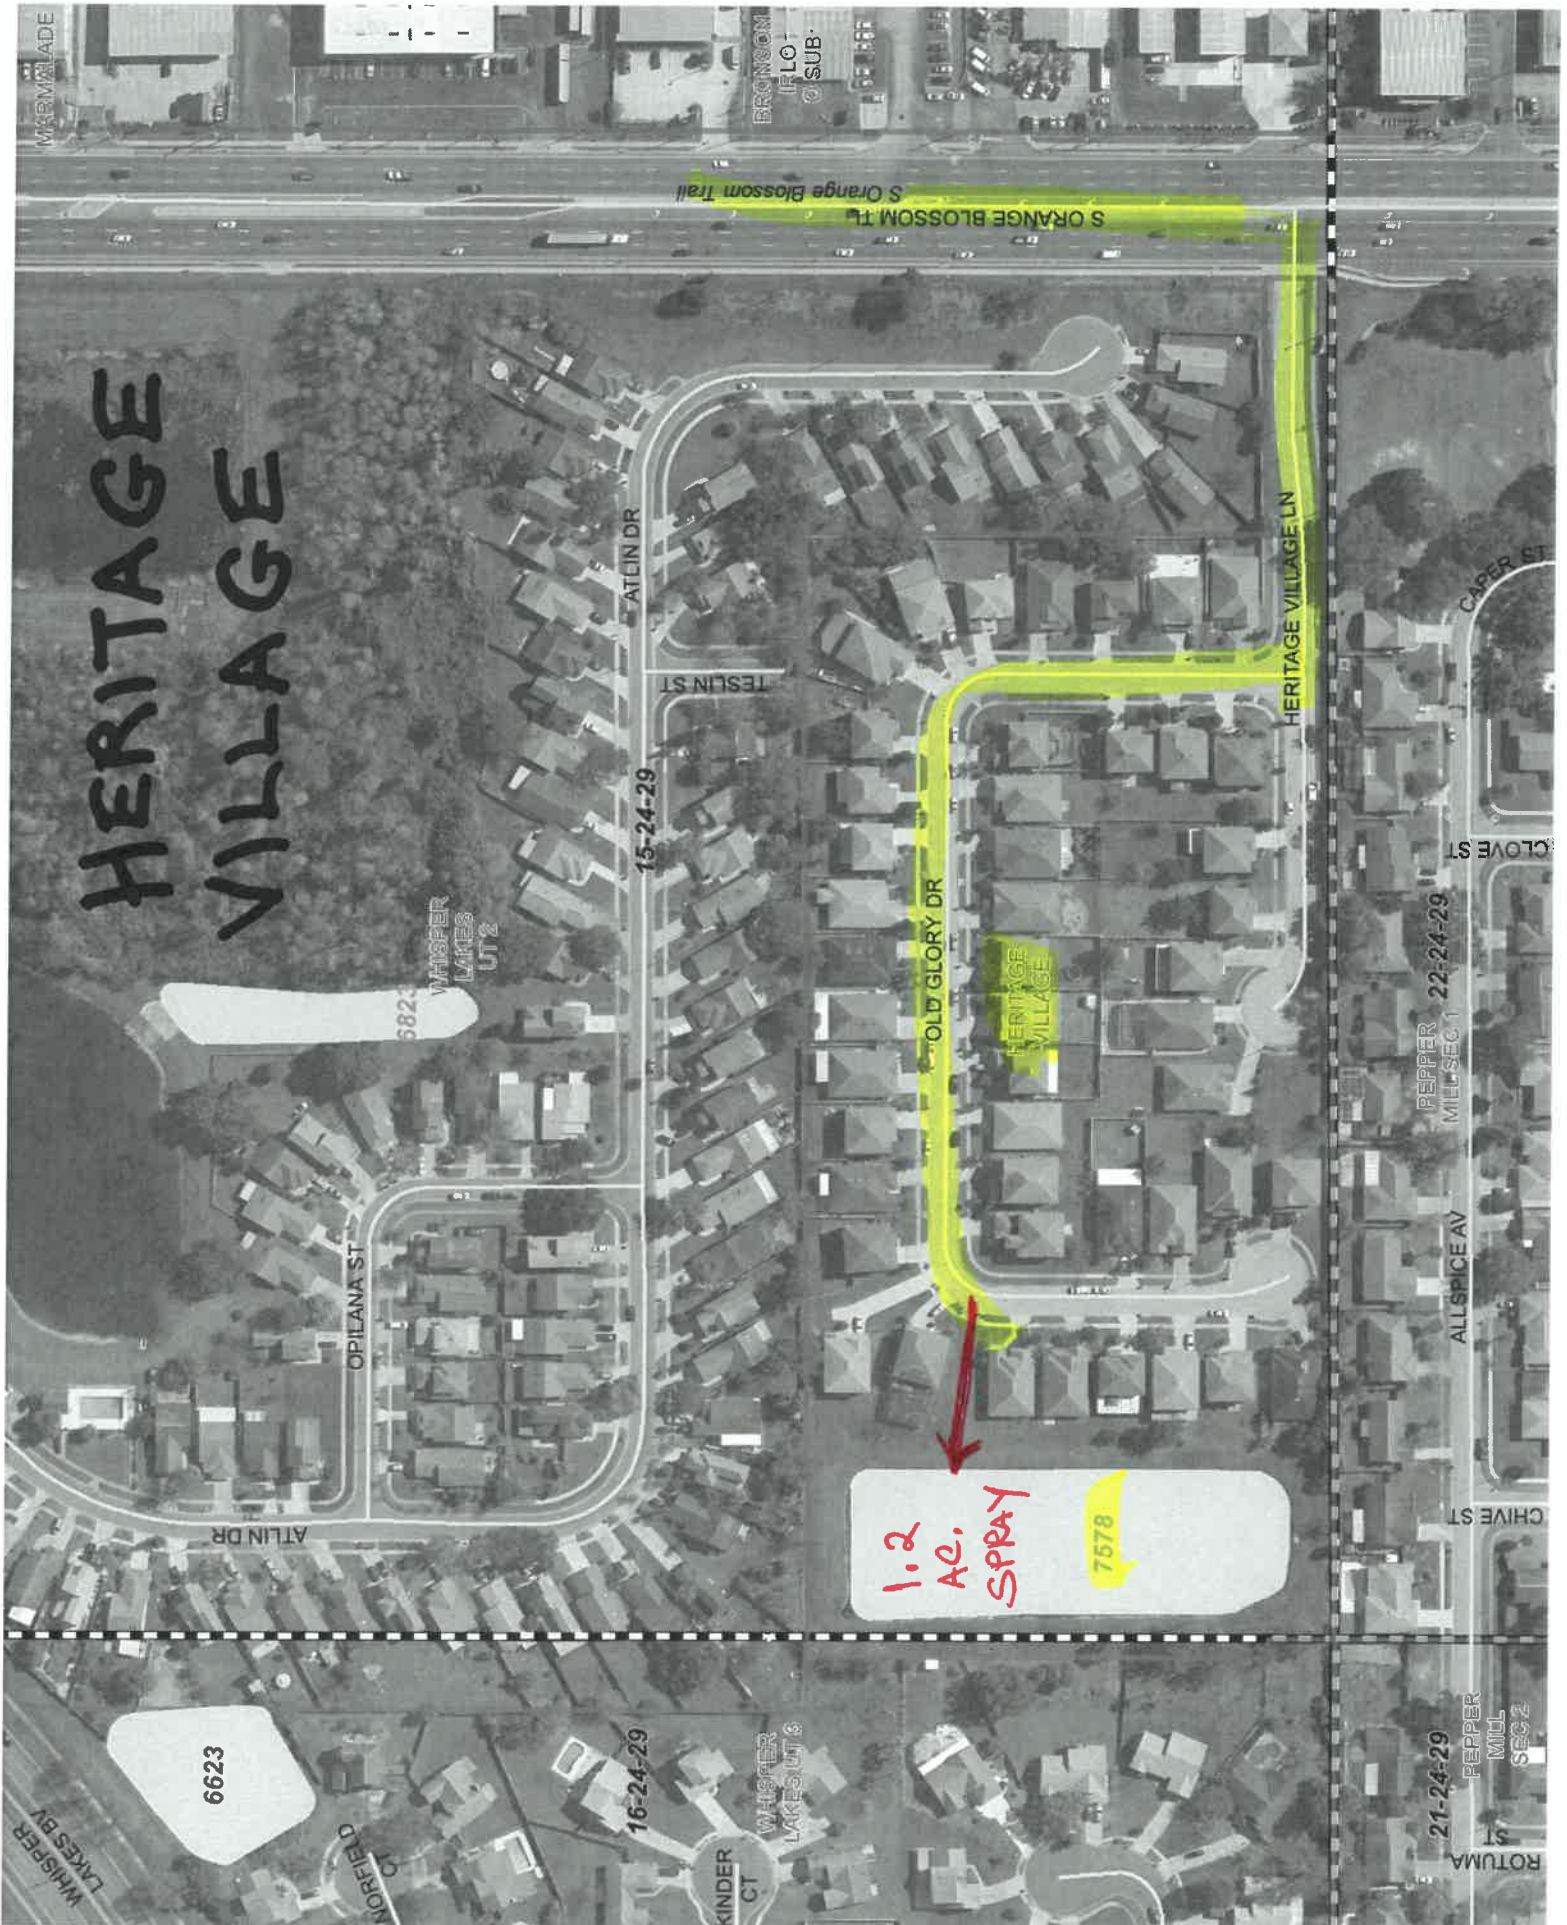 HERITAGE
VILLAGE
MARMALADE
BRONSON
FLO
SUB
S Orange Blossom Trail
S ORANGE BLOSSOM TL
ATLIN DR
TESLIN ST
15-24-29
WHISPER
LAKES
UT 2
6823
OPILANA ST
ATLIN DR
HERITAGE VILLAGE LN
OLD GLORY DR
HERITAGE
VILLAGE
CAPER ST
CLOVE ST
22-24-29
PEPPER
MILL SEC 1
ALLSPICE AV
CHIVE ST
1.2
AC.
SPRAY
7578
WHISPER
LAKES BV
6623
NORFIELD
CT
16-24-29
KINDER
CT
WHISPER
LAKES UT 3
21-24-29
PEPPER
MILL
SEC 2
ROTUMA
ST